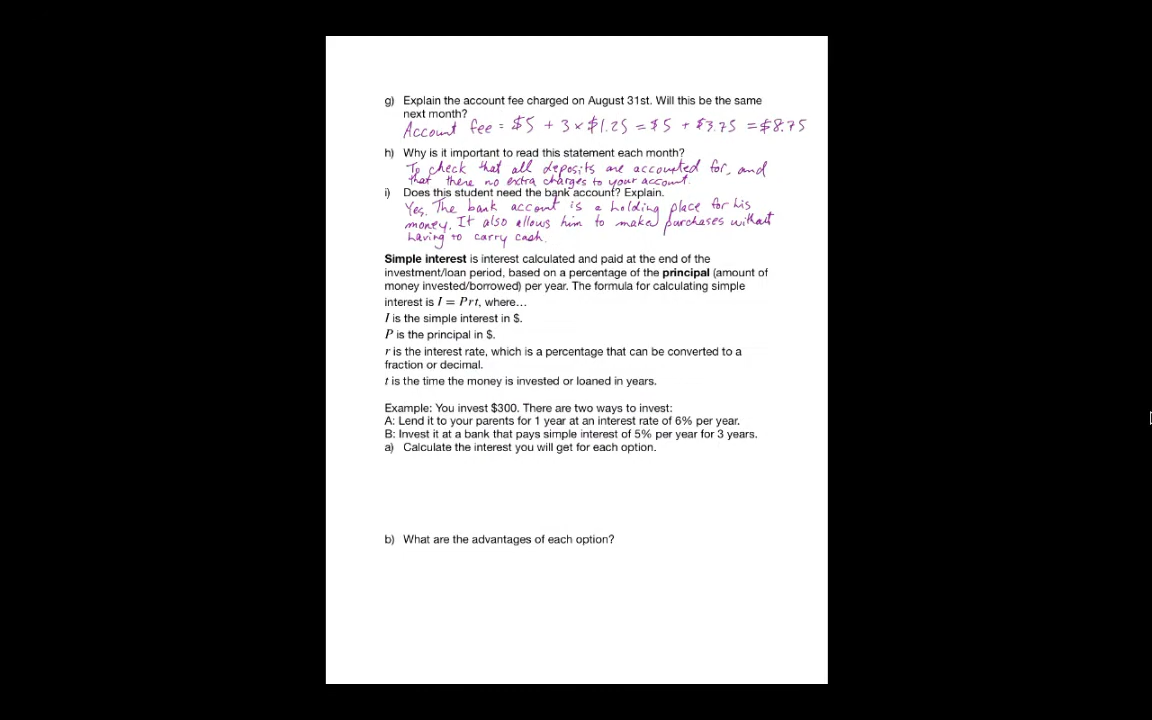 g) Explain the account fee charged on August 31st. Will this be the same
next month?
Account fee = $5 + 3 × $1.25 = $5 + $3.75 = $8.75
h) Why is it important to read this statement each month?
To check that all deposits are accounted for, and
that there no extra charges to your account.
i) Does this student need the bank account? Explain.
Yes. The bank account is a holding place for his
money. It also allows him to make purchases without
having to carry cash.
Simple interest is interest calculated and paid at the end of the
investment/loan period, based on a percentage of the principal (amount of
money invested/borrowed) per year. The formula for calculating simple
interest is I = Prt, where…
I is the simple interest in $.
P is the principal in $.
r is the interest rate, which is a percentage that can be converted to a
fraction or decimal.
t is the time the money is invested or loaned in years.
Example: You invest $300. There are two ways to invest:
A: Lend it to your parents for 1 year at an interest rate of 6% per year.
B: Invest it at a bank that pays simple interest of 5% per year for 3 years.
a) Calculate the interest you will get for each option.
b) What are the advantages of each option?